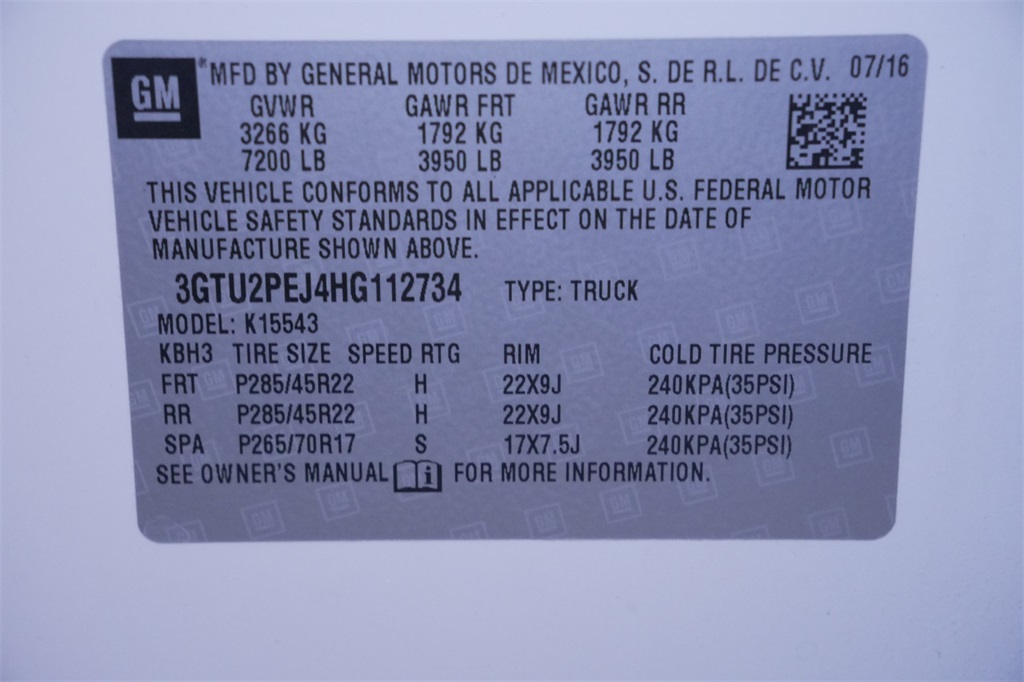 GM ® MFD BY GENERAL MOTORS DE MEXICO, S. DE R.L. DE C.V. 07/16
GVWR GAWR FRT GAWR RR
3266 KG 1792 KG 1792 KG
7200 LB 3950 LB 3950 LB
THIS VEHICLE CONFORMS TO ALL APPLICABLE U.S. FEDERAL MOTOR
VEHICLE SAFETY STANDARDS IN EFFECT ON THE DATE OF
MANUFACTURE SHOWN ABOVE.
3GTU2PEJ4HG112734 TYPE: TRUCK
MODEL: K15543
KBH3 TIRE SIZE SPEED RTG RIM COLD TIRE PRESSURE
FRT P285/45R22 H 22X9J 240KPA(35PSI)
RR P285/45R22 H 22X9J 240KPA(35PSI)
SPA P265/70R17 S 17X7.5J 240KPA(35PSI)
SEE OWNER'S MANUAL i FOR MORE INFORMATION.